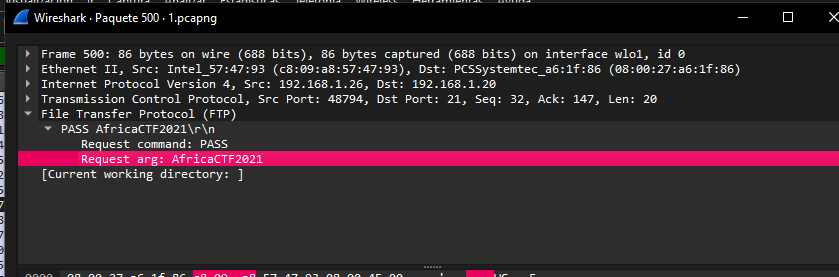 Wireshark · Paquete 500 · 1.pcapng
Frame 500: 86 bytes on wire (688 bits), 86 bytes captured (688 bits) on interface wlo1, id 0
Ethernet II, Src: Intel_57:47:93 (c8:09:a8:57:47:93), Dst: PCSSystemtec_a6:1f:86 (08:00:27:a6:1f:86)
Internet Protocol Version 4, Src: 192.168.1.26, Dst: 192.168.1.20
Transmission Control Protocol, Src Port: 48794, Dst Port: 21, Seq: 32, Ack: 147, Len: 20
File Transfer Protocol (FTP)
PASS AfricaCTF2021\r\n
Request command: PASS
Request arg: AfricaCTF2021
[Current working directory: ]